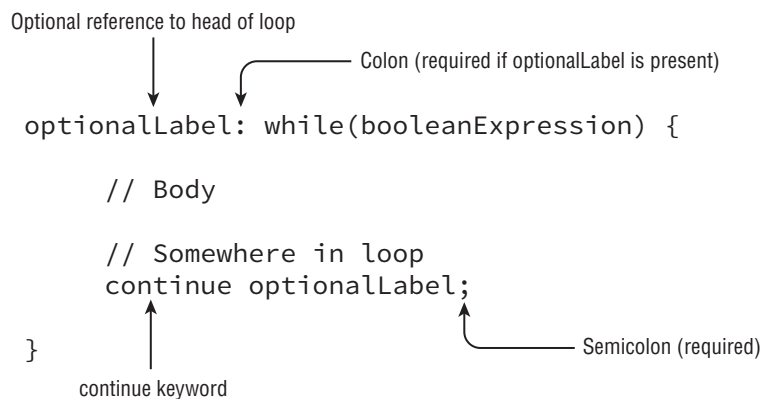 Optional reference to head of loop
Colon (required if optionalLabel is present)
optionalLabel: while(booleanExpression) {
// Body
// Somewhere in loop
continue optionalLabel;
}
Semicolon (required)
continue keyword